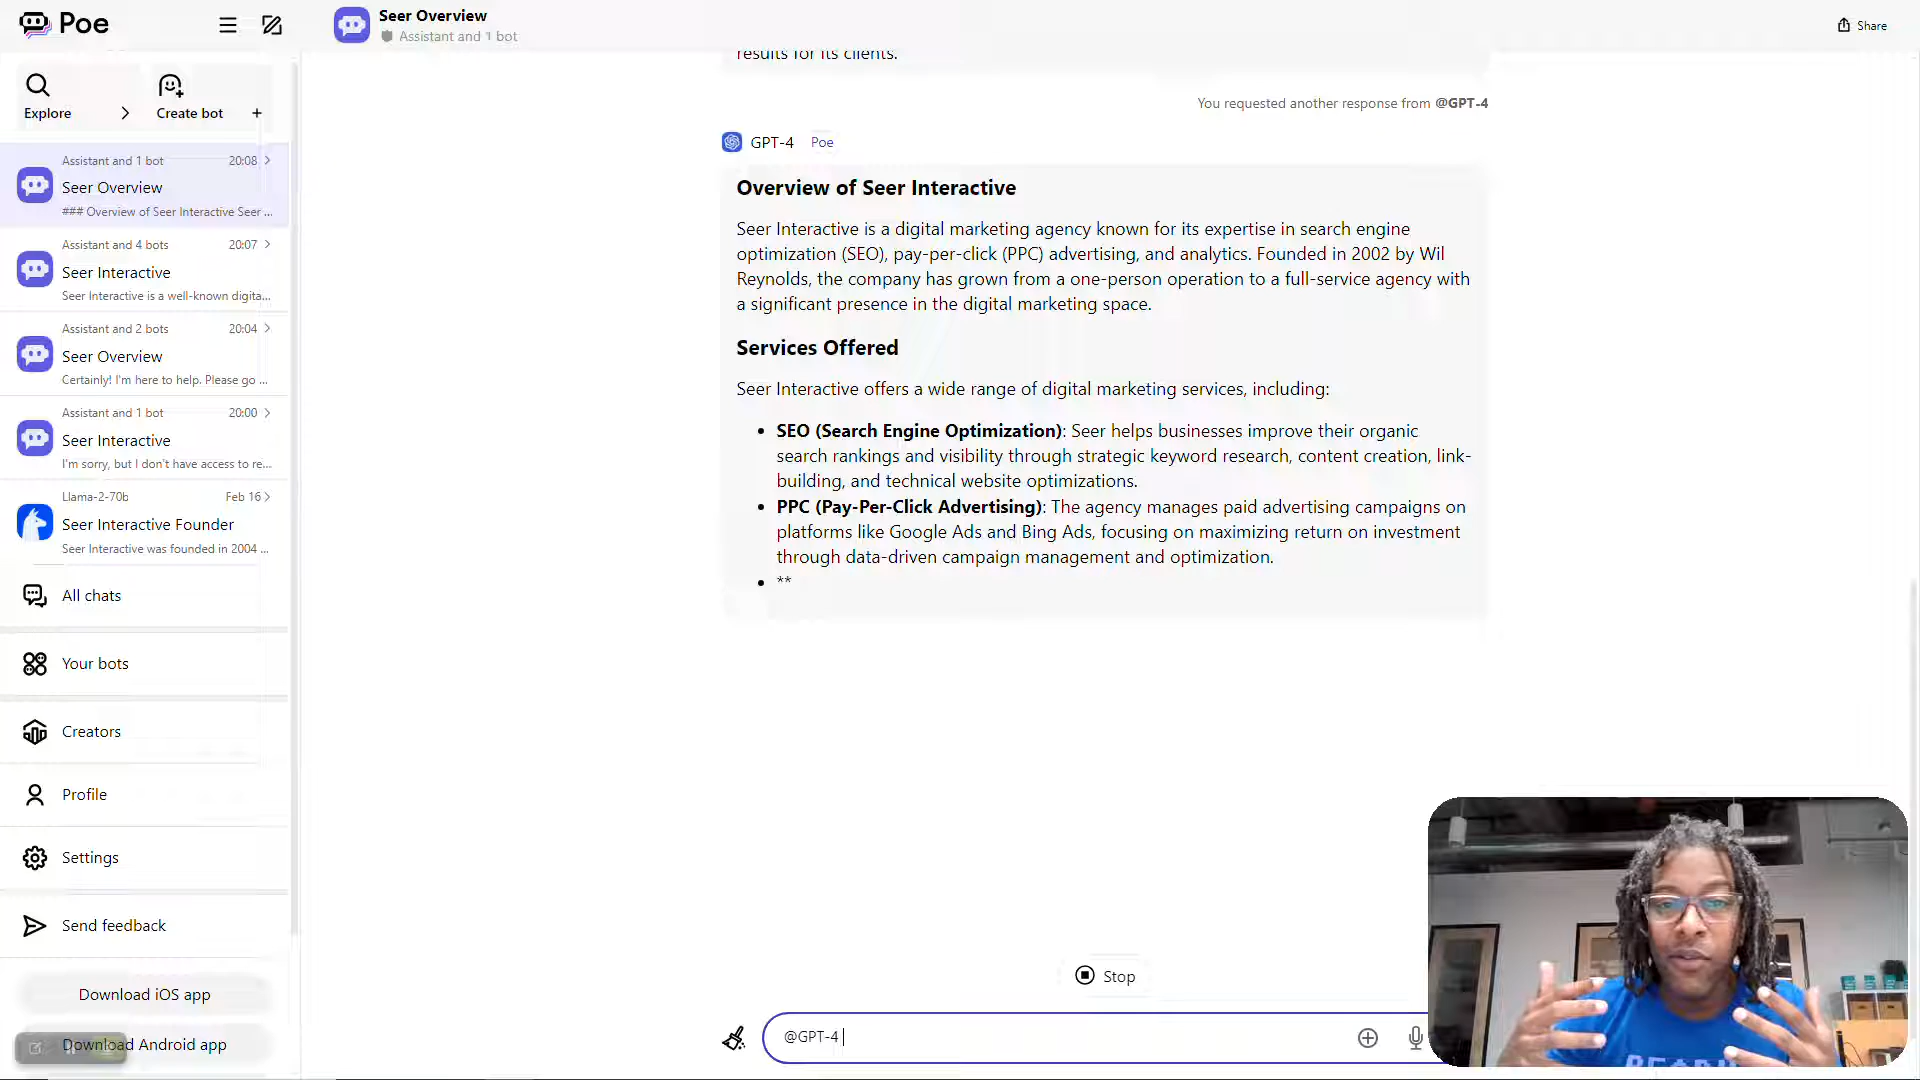 Poe
Seer Overview
Assistant and 1 bot
Share
Explore
Create bot
+
Assistant and 1 bot
20:08
Seer Overview
### Overview of Seer Interactive Seer ...
Assistant and 4 bots
20:07
Seer Interactive
Seer Interactive is a well-known digita...
Assistant and 2 bots
20:04
Seer Overview
Certainly! I'm here to help. Please go ...
Assistant and 1 bot
20:00
Seer Interactive
I'm sorry, but I don't have access to re...
Llama-2-70b
Feb 16
Seer Interactive Founder
Seer Interactive was founded in 2004 ...
All chats
Your bots
Creators
Profile
Settings
Send feedback
Download iOS app
Download Android app
results for its clients.
You requested another response from @GPT-4
GPT-4 Poe
Overview of Seer Interactive
Seer Interactive is a digital marketing agency known for its expertise in search engine
optimization (SEO), pay-per-click (PPC) advertising, and analytics. Founded in 2002 by Wil
Reynolds, the company has grown from a one-person operation to a full-service agency with
a significant presence in the digital marketing space.
Services Offered
Seer Interactive offers a wide range of digital marketing services, including:
• SEO (Search Engine Optimization): Seer helps businesses improve their organic
search rankings and visibility through strategic keyword research, content creation, link-
building, and technical website optimizations.
• PPC (Pay-Per-Click Advertising): The agency manages paid advertising campaigns on
platforms like Google Ads and Bing Ads, focusing on maximizing return on investment
through data-driven campaign management and optimization.
• **
Stop
@GPT-4